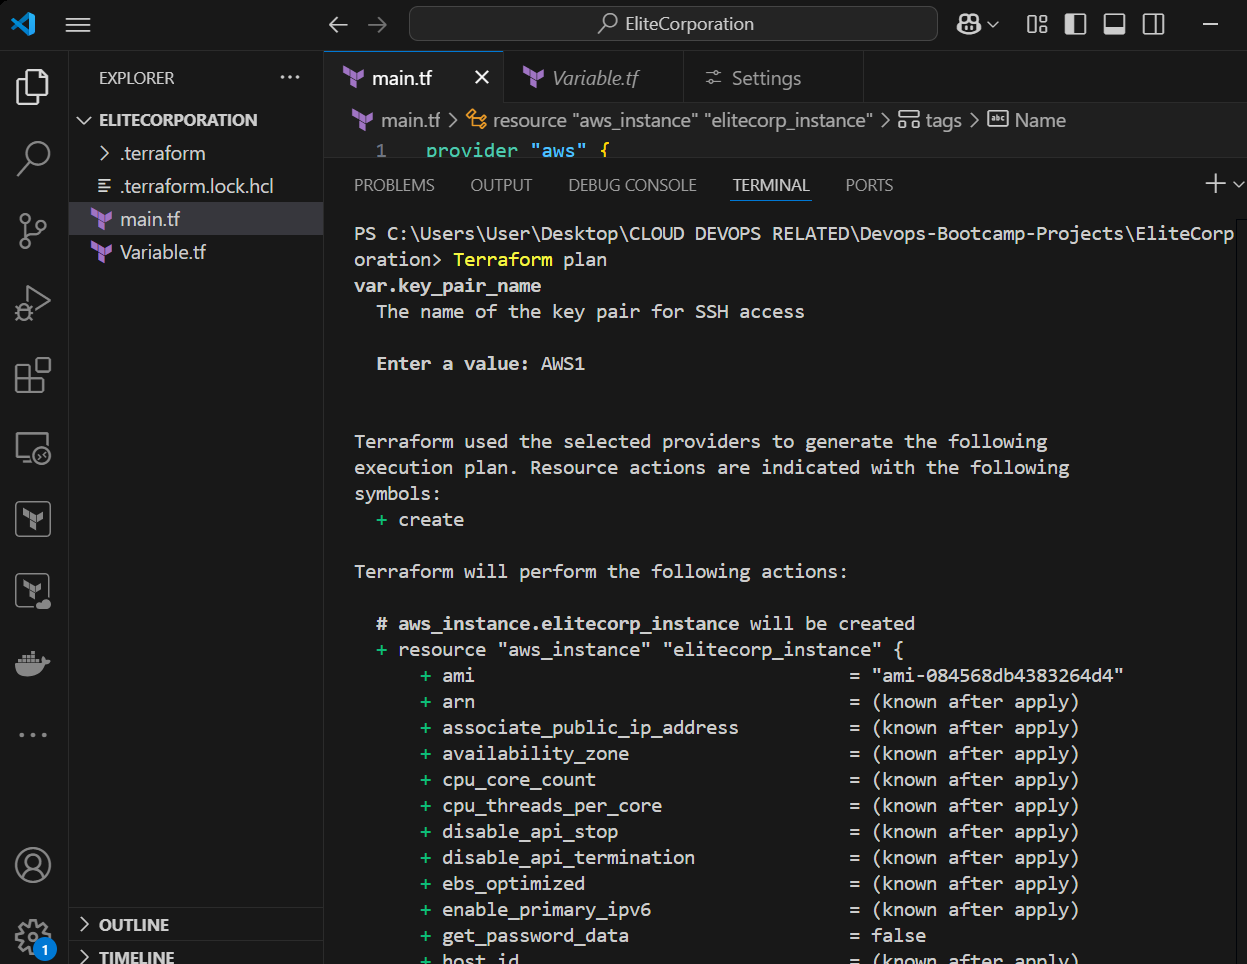 EliteCorporation
EXPLORER
ELITECORPORATION
.terraform
.terraform.lock.hcl
main.tf
Variable.tf
OUTLINE
TIMELINE
1
main.tf
Variable.tf
Settings
main.tf > resource "aws_instance" "elitecorp_instance" > tags > abc Name
1 provider "aws" {
PROBLEMS OUTPUT DEBUG CONSOLE TERMINAL PORTS
PS C:\Users\User\Desktop\CLOUD DEVOPS RELATED\Devops-Bootcamp-Projects\EliteCorp
oration> Terraform plan
var.key_pair_name
The name of the key pair for SSH access
Enter a value: AWS1
Terraform used the selected providers to generate the following
execution plan. Resource actions are indicated with the following
symbols:
+ create
Terraform will perform the following actions:
# aws_instance.elitecorp_instance will be created
+ resource "aws_instance" "elitecorp_instance" {
+ ami = "ami-084568db4383264d4"
+ arn = (known after apply)
+ associate_public_ip_address = (known after apply)
+ availability_zone = (known after apply)
+ cpu_core_count = (known after apply)
+ cpu_threads_per_core = (known after apply)
+ disable_api_stop = (known after apply)
+ disable_api_termination = (known after apply)
+ ebs_optimized = (known after apply)
+ enable_primary_ipv6 = (known after apply)
+ get_password_data = false
+ host_id = (known after apply)